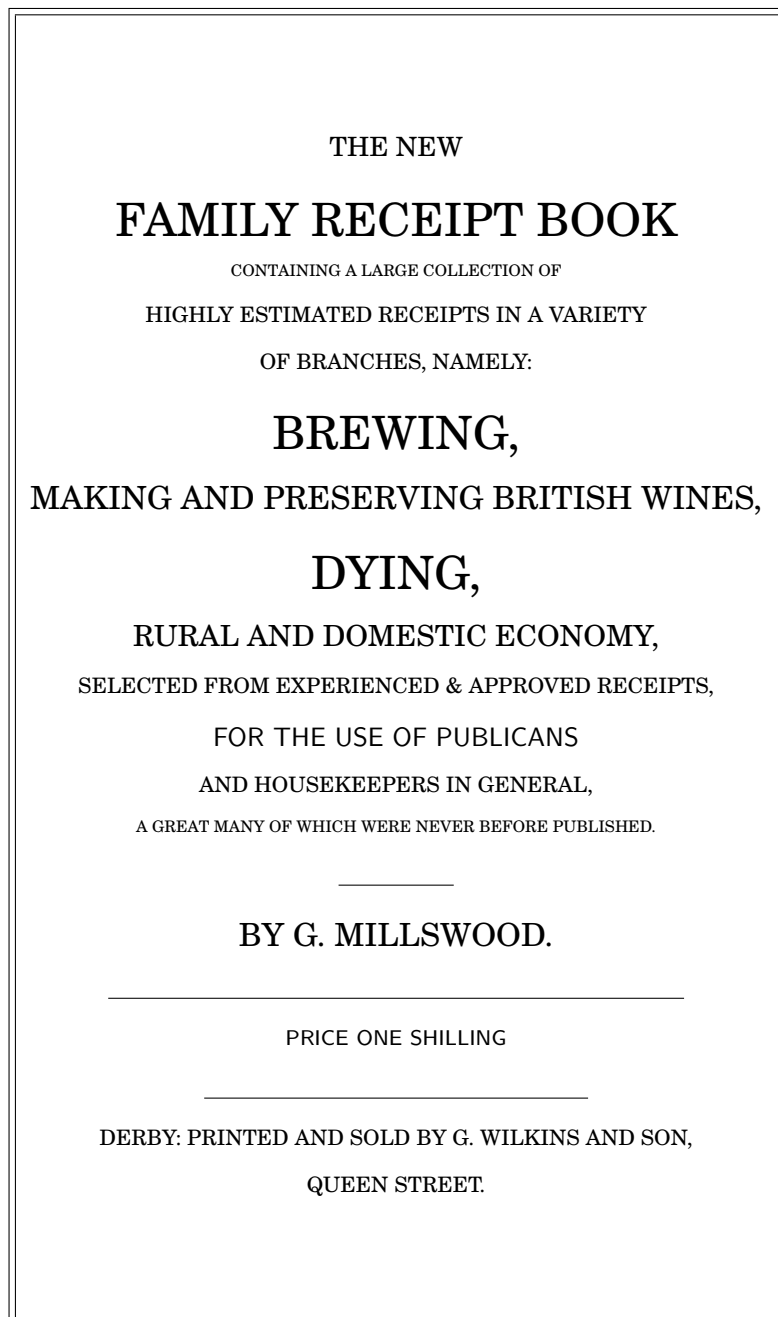 THE NEW
FAMILY RECEIPT BOOK
CONTAINING A LARGE COLLECTION OF
HIGHLY ESTIMATED RECEIPTS IN A VARIETY
OF BRANCHES, NAMELY:
BREWING,
MAKING AND PRESERVING BRITISH WINES,
DYING,
RURAL AND DOMESTIC ECONOMY,
SELECTED FROM EXPERIENCED & APPROVED RECEIPTS,
FOR THE USE OF PUBLICANS
AND HOUSEKEEPERS IN GENERAL,
A GREAT MANY OF WHICH WERE NEVER BEFORE PUBLISHED.
BY G. MILLSWOOD.
PRICE ONE SHILLING
DERBY: PRINTED AND SOLD BY G. WILKINS AND SON,
QUEEN STREET.